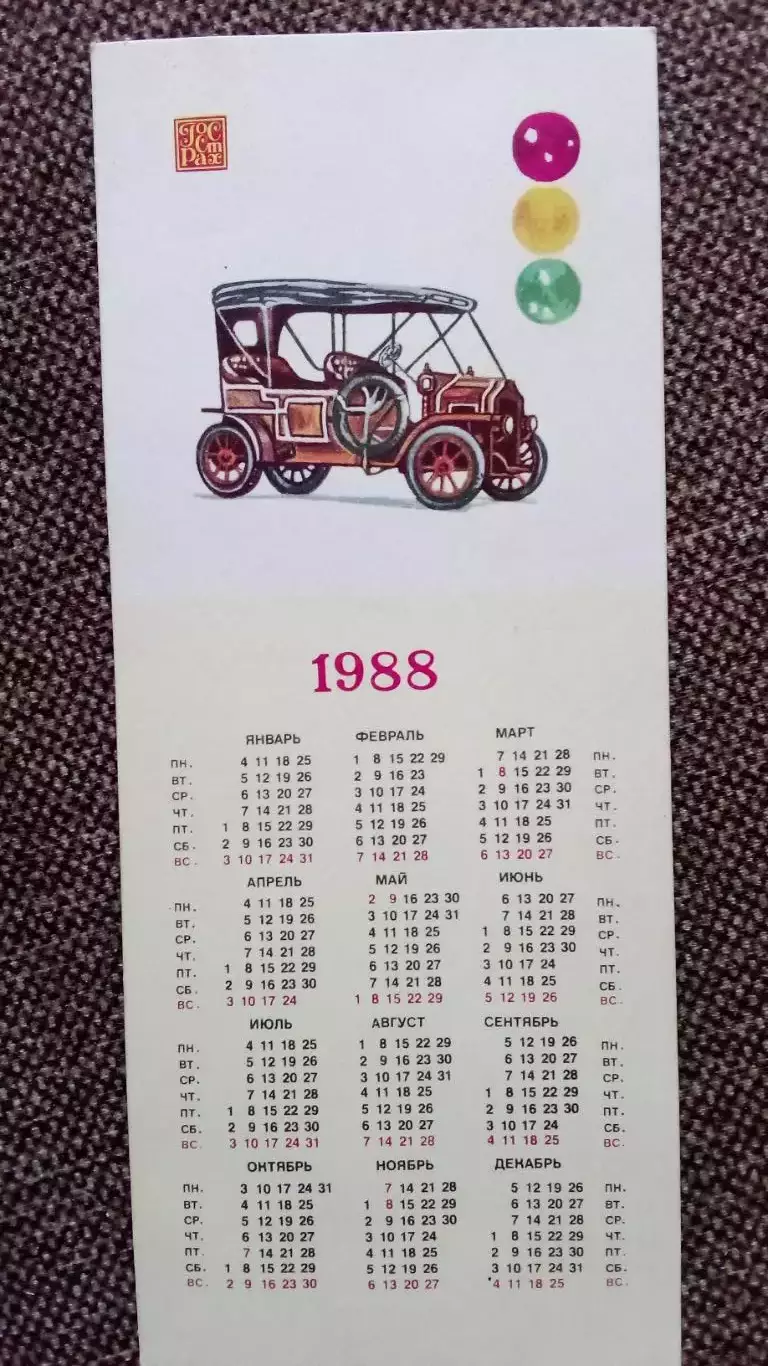 Гос
Ст
Рах
1988
ЯНВАРЬ ФЕВРАЛЬ МАРТ
ПН. 4 11 18 25 1 8 15 22 29 7 14 21 28 ПН.
ВТ. 5 12 19 26 2 9 16 23 1 8 15 22 29 ВТ.
СР. 6 13 20 27 3 10 17 24 2 9 16 23 30 СР.
ЧТ. 7 14 21 28 4 11 18 25 3 10 17 24 31 ЧТ.
ПТ. 1 8 15 22 29 5 12 19 26 4 11 18 25 ПТ.
СБ. 2 9 16 23 30 6 13 20 27 5 12 19 26 СБ.
ВС. 3 10 17 24 31 7 14 21 28 6 13 20 27 ВС.
АПРЕЛЬ МАЙ ИЮНЬ
ПН. 4 11 18 25 2 9 16 23 30 6 13 20 27 ПН.
ВТ. 5 12 19 26 3 10 17 24 31 7 14 21 28 ВТ.
СР. 6 13 20 27 4 11 18 25 1 8 15 22 29 СР.
ЧТ. 7 14 21 28 5 12 19 26 2 9 16 23 30 ЧТ.
ПТ. 1 8 15 22 29 6 13 20 27 3 10 17 24 ПТ.
СБ. 2 9 16 23 30 7 14 21 28 4 11 18 25 СБ.
ВС. 3 10 17 24 1 8 15 22 29 5 12 19 26 ВС.
ИЮЛЬ АВГУСТ СЕНТЯБРЬ
ПН. 4 11 18 25 1 8 15 22 29 5 12 19 26 ПН.
ВТ. 5 12 19 26 2 9 16 23 30 6 13 20 27 ВТ.
СР. 6 13 20 27 3 10 17 24 31 7 14 21 28 СР.
ЧТ. 7 14 21 28 4 11 18 25 1 8 15 22 29 ЧТ.
ПТ. 1 8 15 22 29 5 12 19 26 2 9 16 23 30 ПТ.
СБ. 2 9 16 23 30 6 13 20 27 3 10 17 24 СБ.
ВС. 3 10 17 24 31 7 14 21 28 4 11 18 25 ВС.
ОКТЯБРЬ НОЯБРЬ ДЕКАБРЬ
ПН. 3 10 17 24 31 7 14 21 28 5 12 19 26 ПН.
ВТ. 4 11 18 25 1 8 15 22 29 6 13 20 27 ВТ.
СР. 5 12 19 26 2 9 16 23 30 7 14 21 28 СР.
ЧТ. 6 13 20 27 3 10 17 24 1 8 15 22 29 ЧТ.
ПТ. 7 14 21 28 4 11 18 25 2 9 16 23 30 ПТ.
СБ. 1 8 15 22 29 5 12 19 26 3 10 17 24 31 СБ.
ВС. 2 9 16 23 30 6 13 20 27 4 11 18 25 ВС.